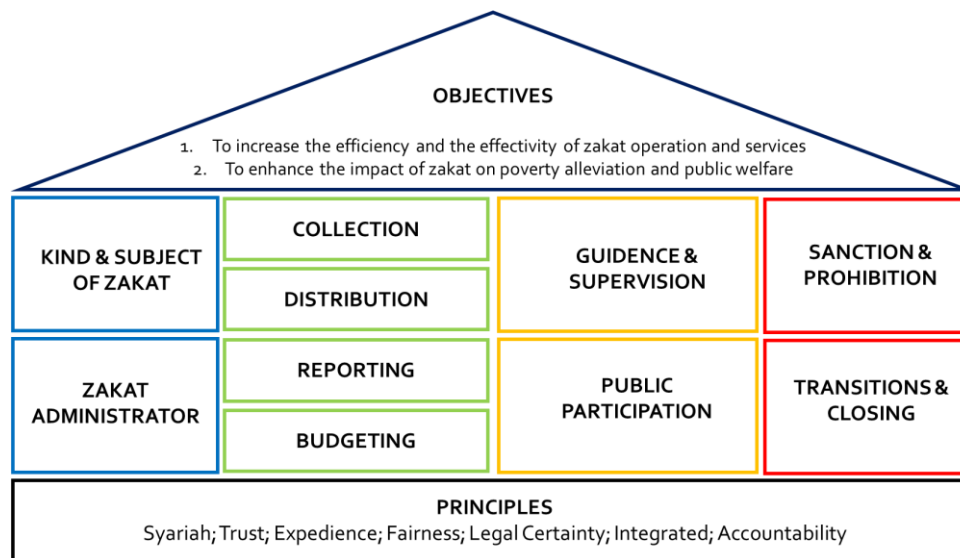 OBJECTIVES
1. To increase the efficiency and the effectivity of zakat operation and services
2. To enhance the impact of zakat on poverty alleviation and public welfare
KIND & SUBJECT
OF ZAKAT
ZAKAT
ADMINISTRATOR
COLLECTION
DISTRIBUTION
REPORTING
BUDGETING
GUIDENCE &
SUPERVISION
PUBLIC
PARTICIPATION
SANCTION &
PROHIBITION
TRANSITIONS &
CLOSING
PRINCIPLES
Syariah; Trust; Expedience; Fairness; Legal Certainty; Integrated; Accountability